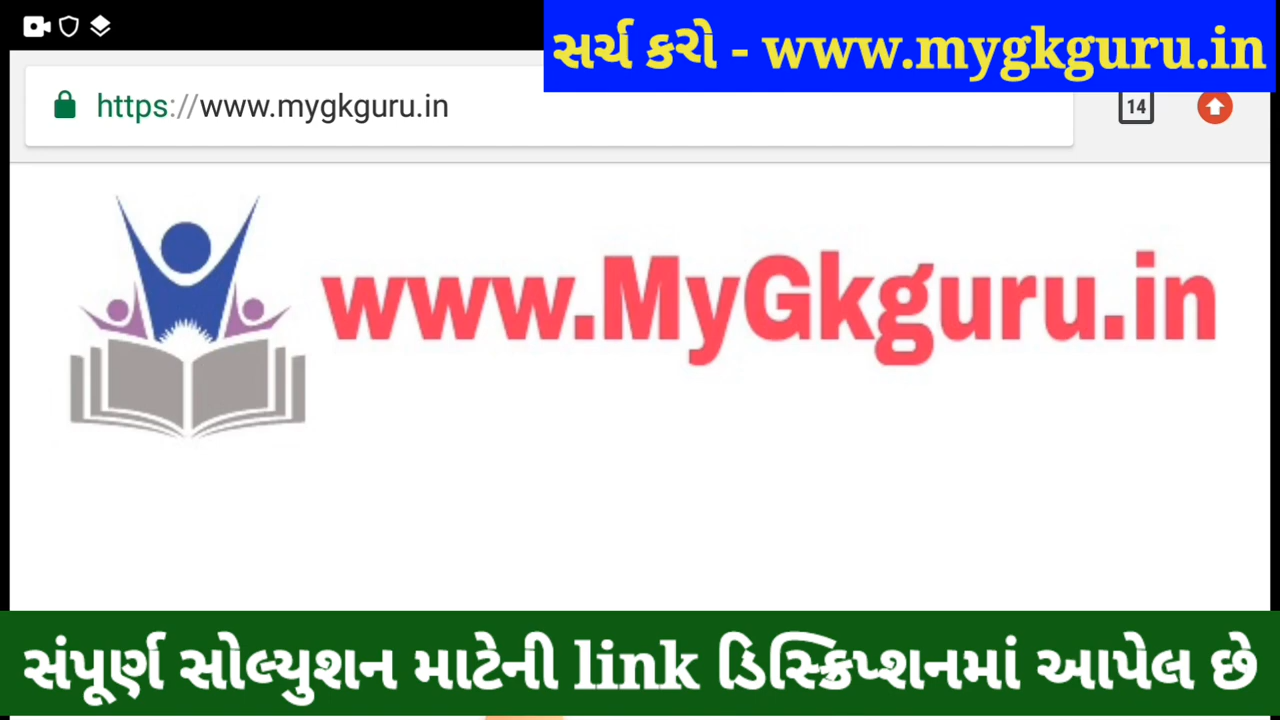 સર્ચ કરો - www.mygkguru.in
https://www.mygkguru.in
14
www.MyGkguru.in
સંપૂર્ણ સોલ્યુશન માટેની link ડિસ્ક્રિપ્શનમાં આપેલ છે